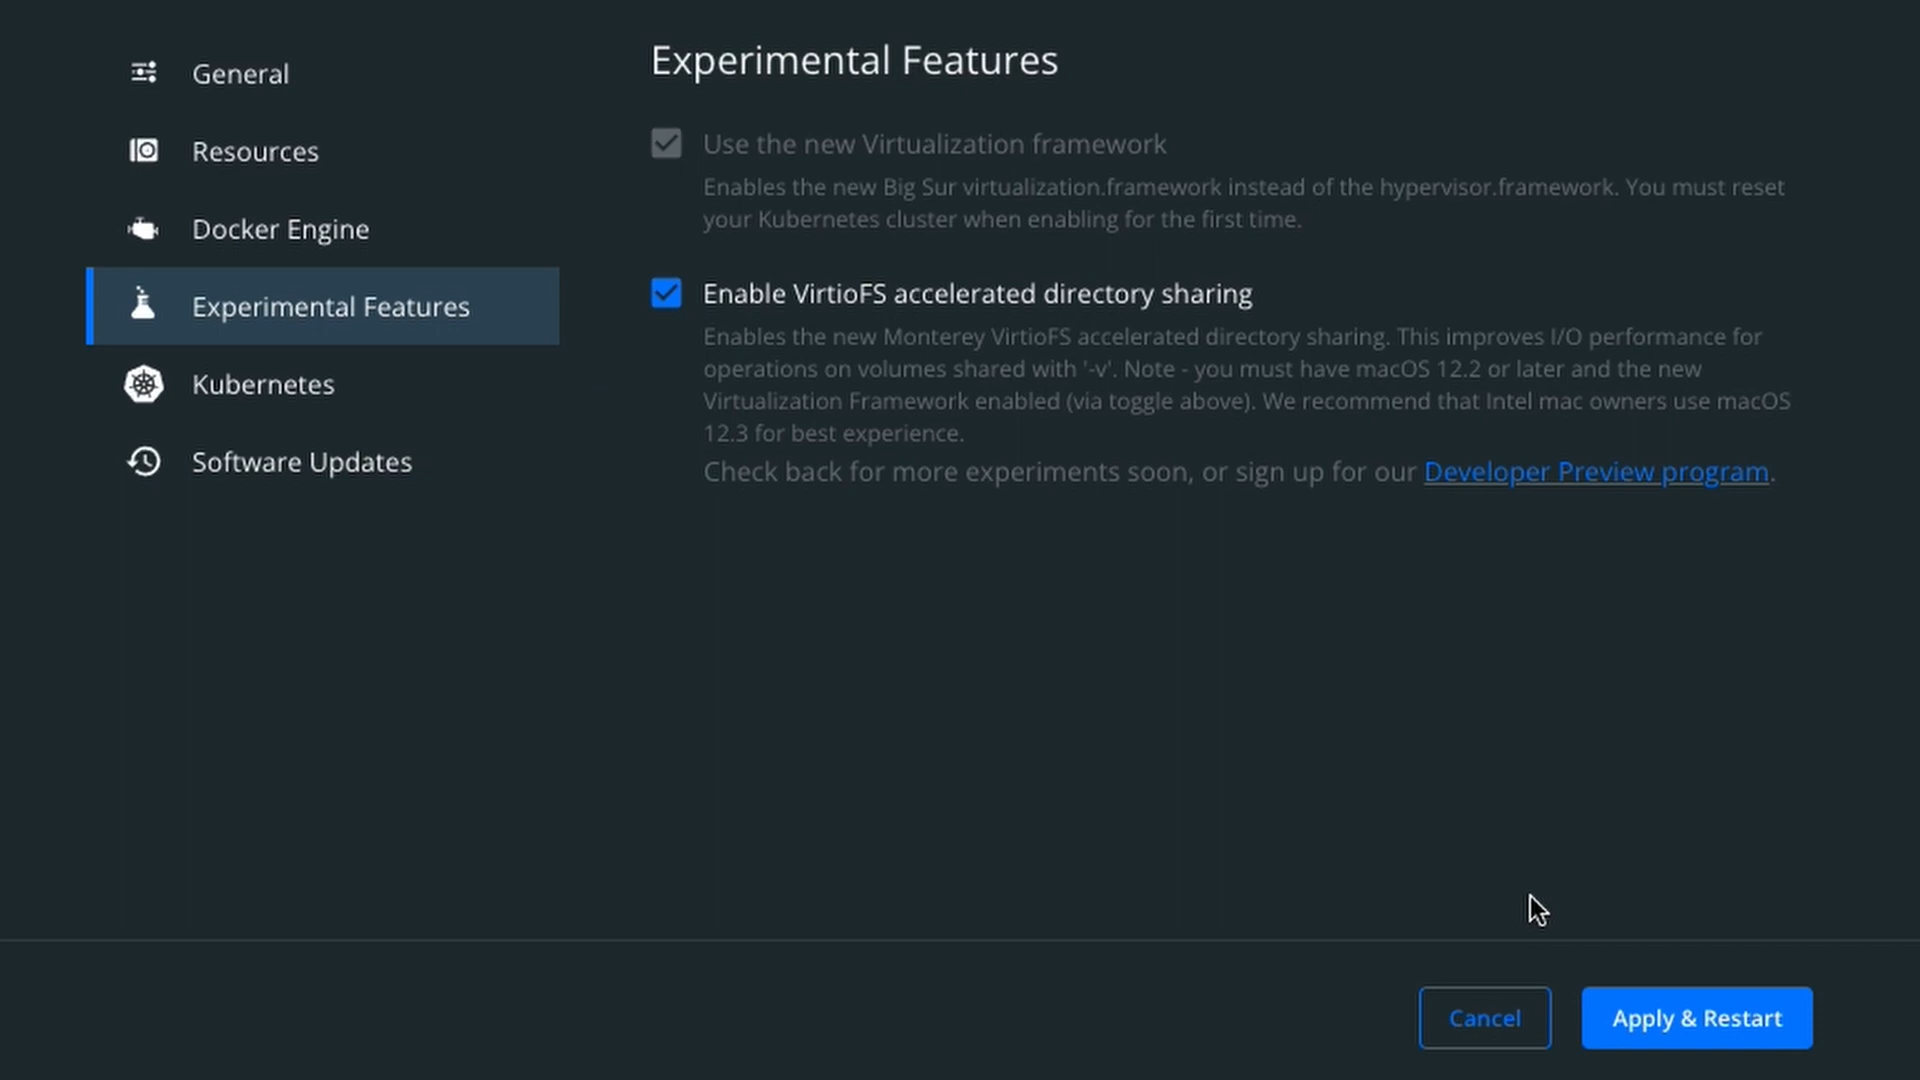 General
Resources
Docker Engine
Experimental Features
Kubernetes
Software Updates
Experimental Features
Use the new Virtualization framework
Enables the new Big Sur virtualization.framework instead of the hypervisor.framework. You must reset
your Kubernetes cluster when enabling for the first time.
Enable VirtioFS accelerated directory sharing
Enables the new Monterey VirtioFS accelerated directory sharing. This improves I/O performance for
operations on volumes shared with '-v'. Note - you must have macOS 12.2 or later and the new
Virtualization Framework enabled (via toggle above). We recommend that Intel mac owners use macOS
12.3 for best experience.
Check back for more experiments soon, or sign up for our Developer Preview program.
Cancel
Apply & Restart